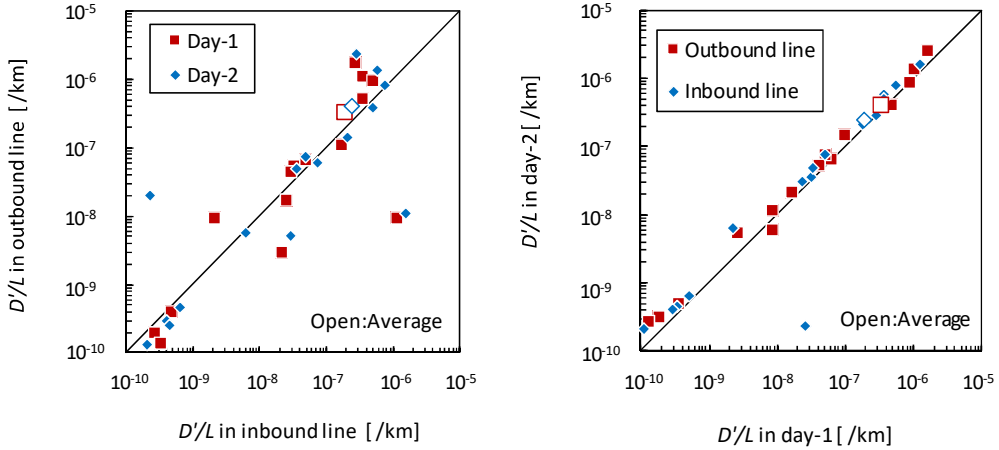 10⁻⁵
10⁻⁶
10⁻⁷
10⁻⁸
10⁻⁹
10⁻¹⁰
D'/L in outbound line [ /km]
Day-1
Day-2
Open:Average
10⁻¹⁰ 10⁻⁹ 10⁻⁸ 10⁻⁷ 10⁻⁶ 10⁻⁵
D'/L in inbound line [ /km]
10⁻⁵
10⁻⁶
10⁻⁷
10⁻⁸
10⁻⁹
10⁻¹⁰
D'/L in day-2 [ /km]
Outbound line
Inbound line
Open:Average
10⁻¹⁰ 10⁻⁹ 10⁻⁸ 10⁻⁷ 10⁻⁶ 10⁻⁵
D'/L in day-1 [ /km]